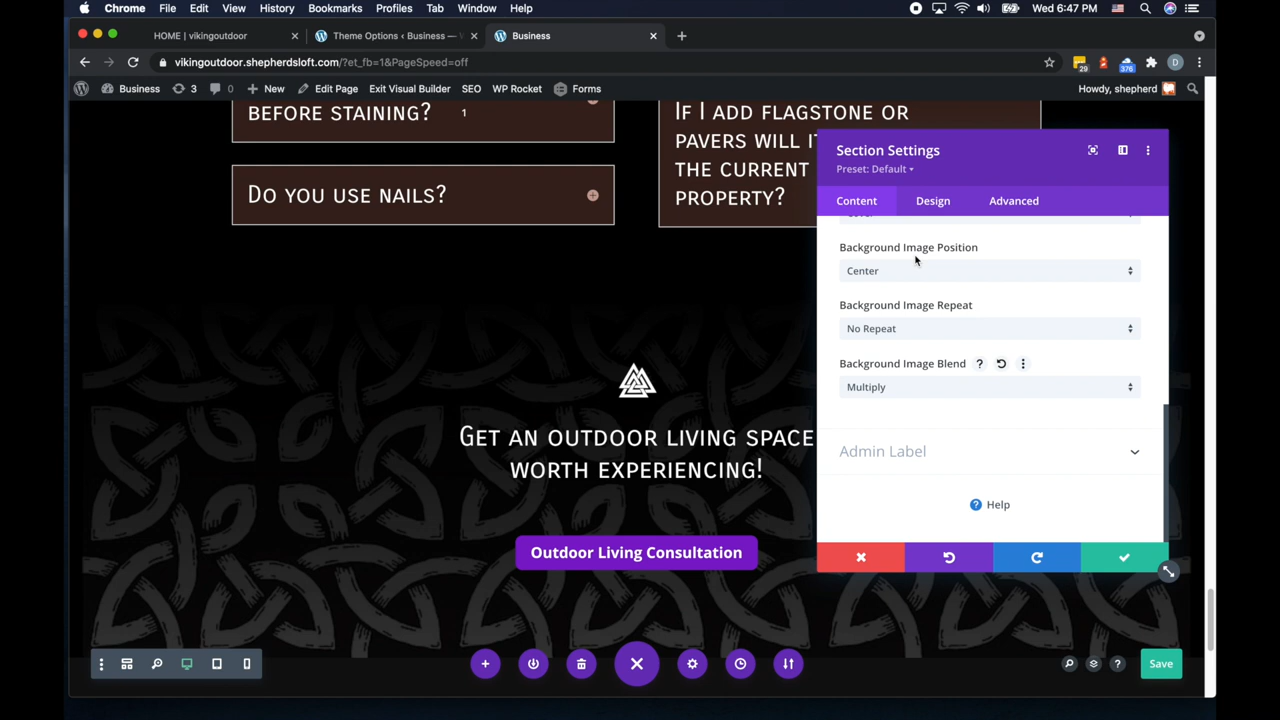 Chrome File Edit View History Bookmarks Profiles Tab Window Help Wed 6:47 PM
HOME | vikingoutdoor Theme Options ‹ Business — Business
vikingoutdoor.shepherdsloft.com/?et_fb=1&PageSpeed=off 29 376 D
Business 3 0 New Edit Page Exit Visual Builder SEO WP Rocket Forms Howdy, shepherd
BEFORE STAINING? 1
DO YOU USE NAILS?
IF I ADD FLAGSTONE OR
PAVERS WILL IT
THE CURRENT
PROPERTY?
Section Settings
Preset: Default
Content Design Advanced
Background Image Position
Center
Background Image Repeat
No Repeat
Background Image Blend ?
Multiply
Admin Label
? Help
GET AN OUTDOOR LIVING SPACE
WORTH EXPERIENCING!
Outdoor Living Consultation
? Save